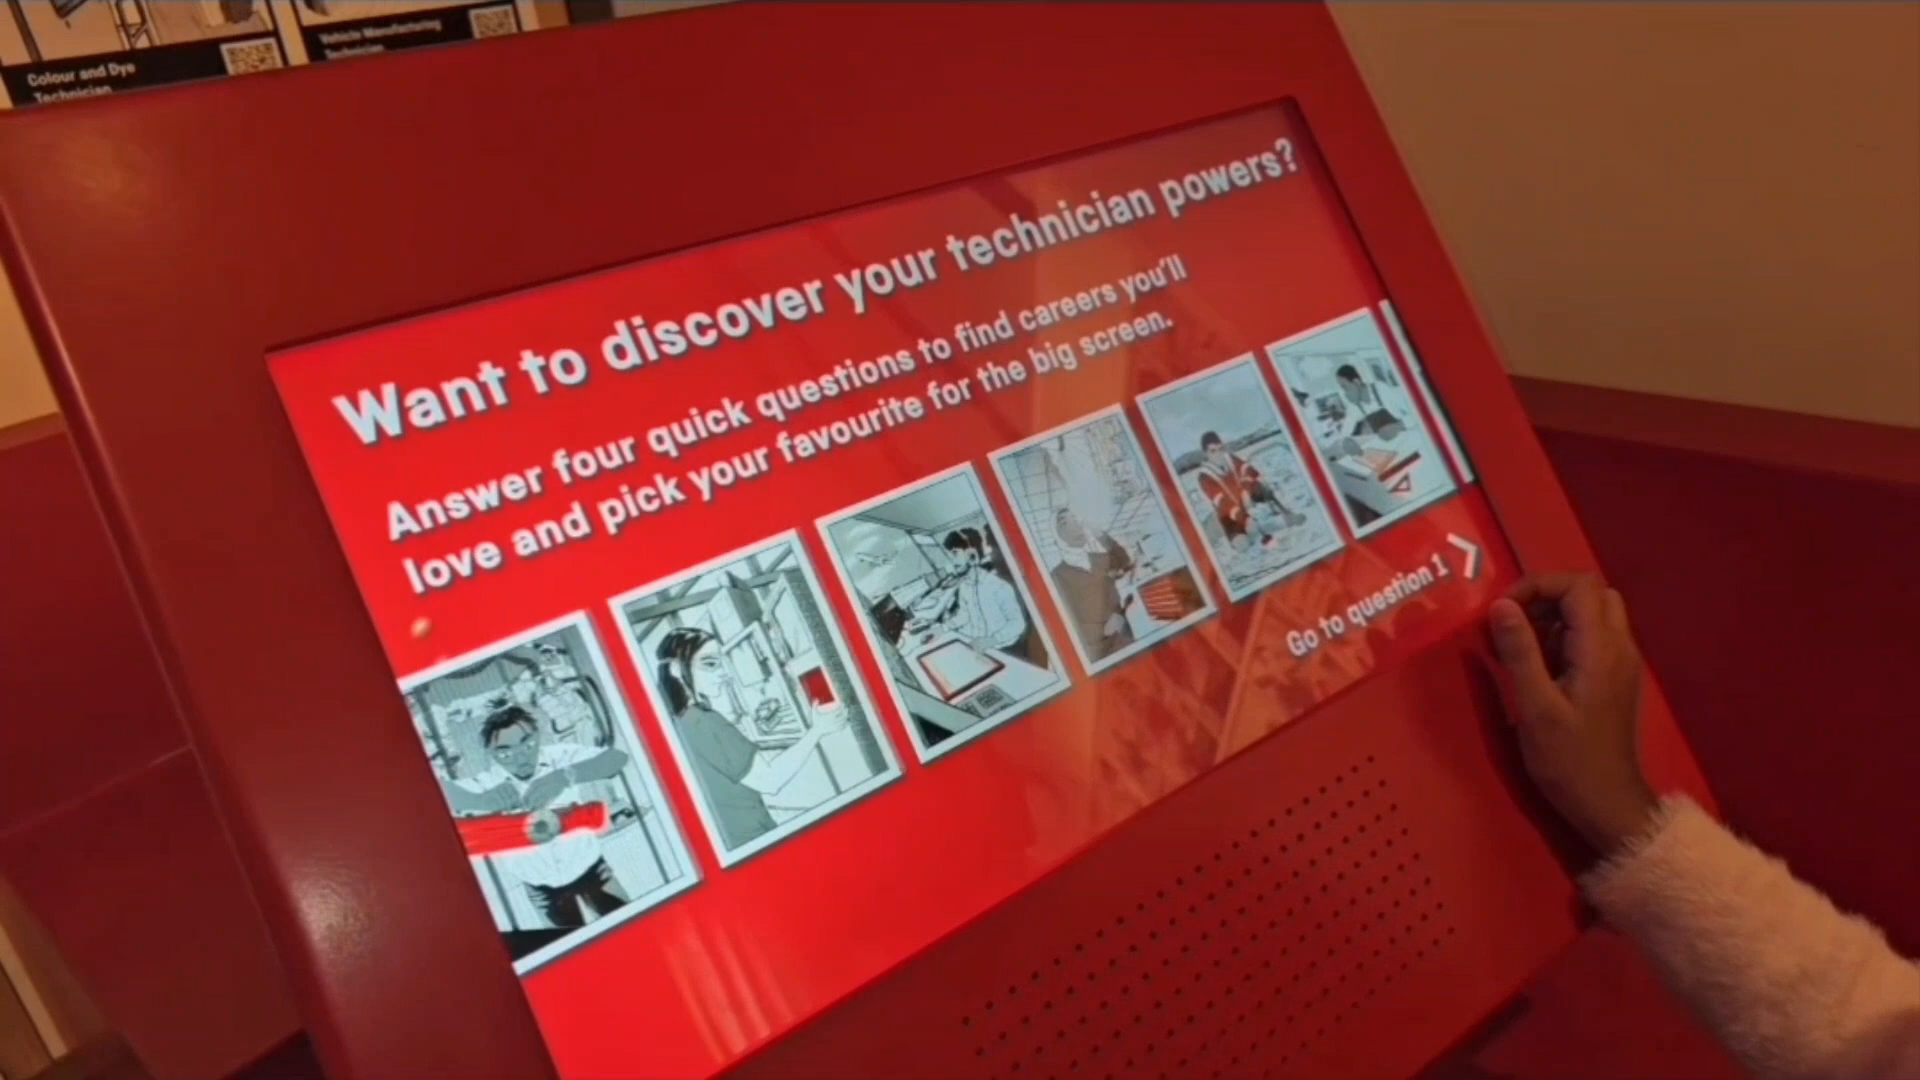 Colour and Dye
Technician
Vehicle Manufacturing
Technician
Want to discover your technician powers?
Answer four quick questions to find careers you'll
love and pick your favourite for the big screen.
Go to question 1